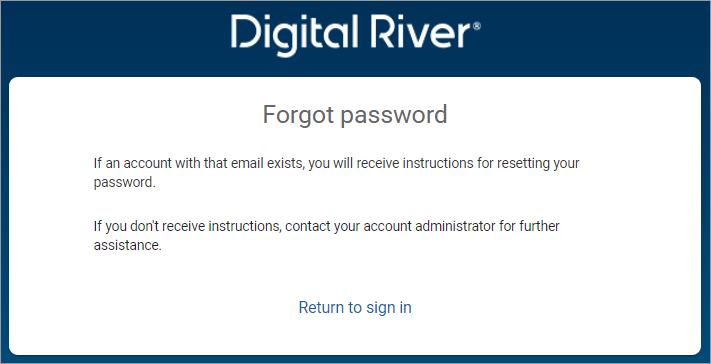 Digital River®
Forgot password
If an account with that email exists, you will receive instructions for resetting your
password.
If you don't receive instructions, contact your account administrator for further
assistance.
Return to sign in